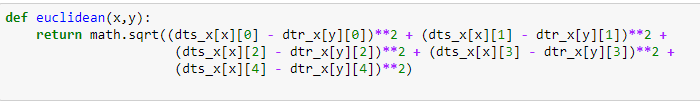 def euclidean(x,y):
    return math.sqrt((dts_x[x][0] - dtr_x[y][0])**2 + (dts_x[x][1] - dtr_x[y][1])**2 +
                     (dts_x[x][2] - dtr_x[y][2])**2 + (dts_x[x][3] - dtr_x[y][3])**2 +
                     (dts_x[x][4] - dtr_x[y][4])**2)